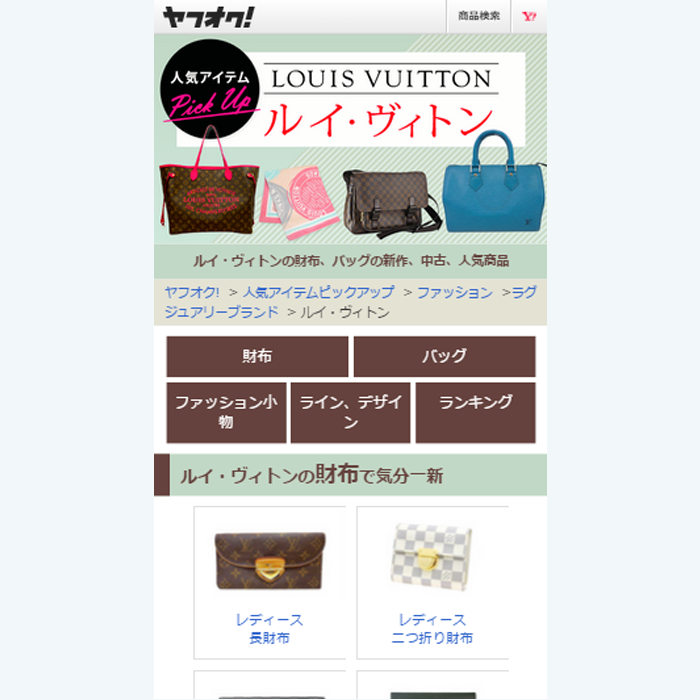 ヤフオク!
商品検索
Y!
人気アイテム
Pick Up
LOUIS VUITTON
ルイ・ヴィトン
LOUIS VUITTON
ルイ・ヴィトンの財布、バッグの新作、中古、人気商品
ヤフオク! > 人気アイテムピックアップ > ファッション >ラグ
ジュアリーブランド > ルイ・ヴィトン
財布
バッグ
ファッション小
物
ライン、デザイ
ン
ランキング
ルイ・ヴィトンの財布で気分一新
レディース
長財布
レディース
二つ折り財布